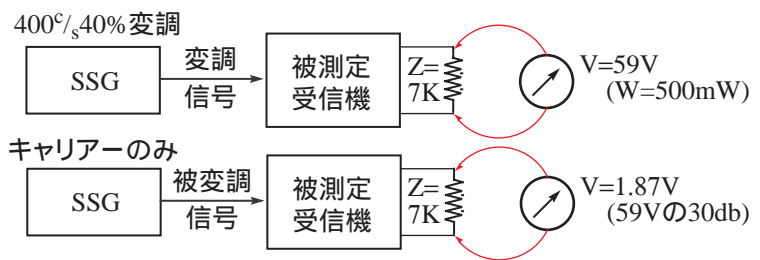 400c/s40%変調
SSG
変調
信号
被測定
受信機
Z=
7K
V=59V
(W=500mW)
キャリアーのみ
SSG
被変調
信号
被測定
受信機
Z=
7K
V=1.87V
(59Vの30db)